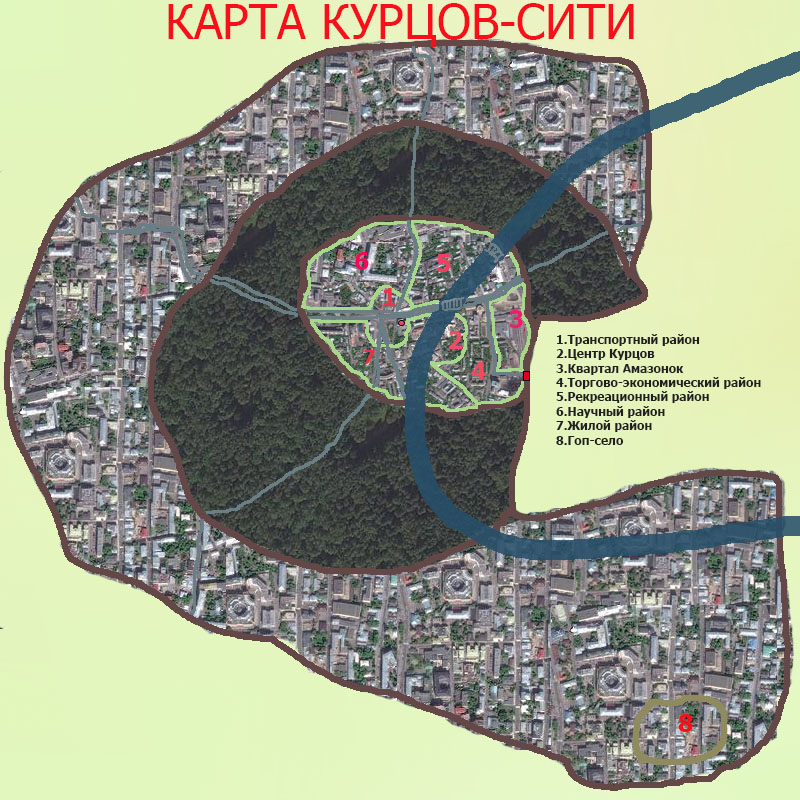 КАРТА КУРЦОВ-СИТИ
6
5
1
3
2
7
4
1.Транспортный район
2.Центр Курцов
3.Квартал Амазонок
4.Торгово-экономический район
5.Рекреационный район
6.Научный район
7.Жилой район
8.Гоп-село
8